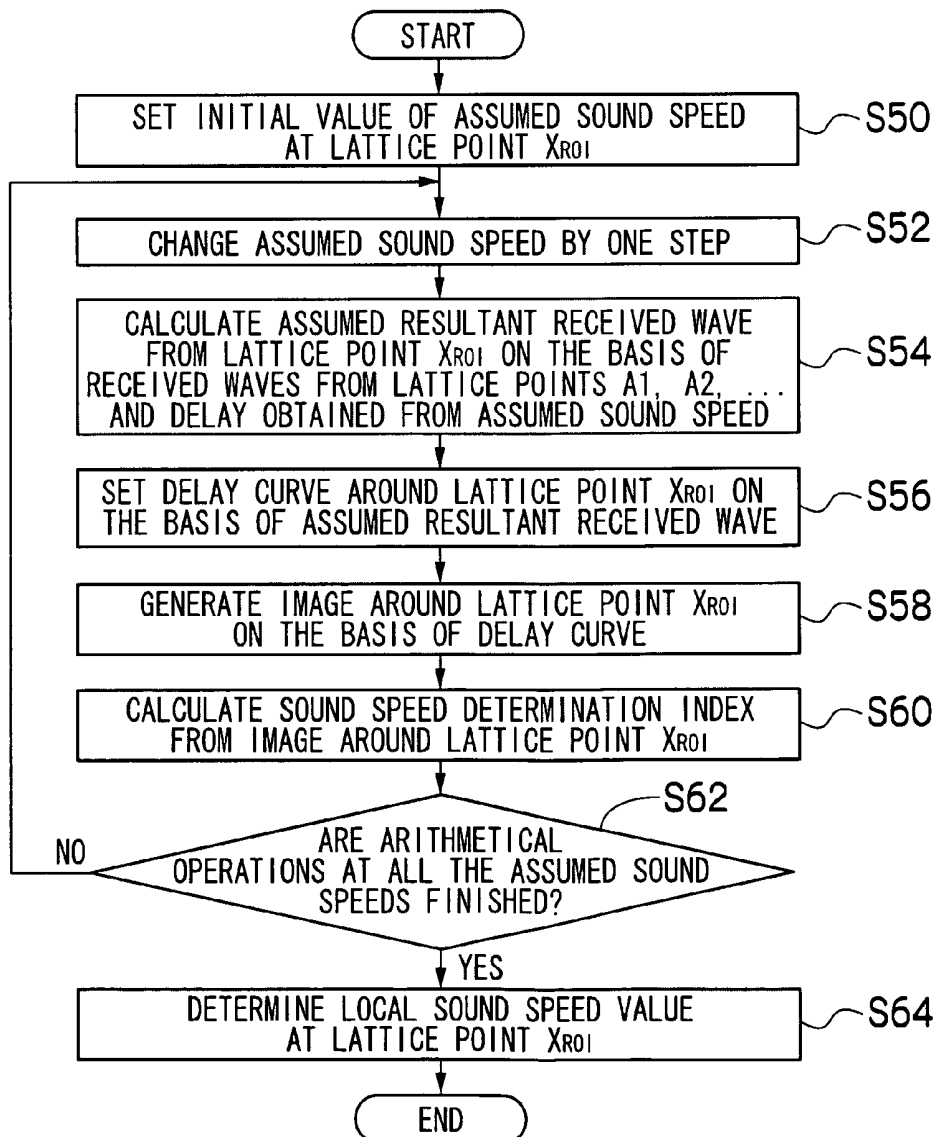 START
SET INITIAL VALUE OF ASSUMED SOUND SPEED
AT LATTICE POINT XROI
S50
CHANGE ASSUMED SOUND SPEED BY ONE STEP
S52
CALCULATE ASSUMED RESULTANT RECEIVED WAVE
FROM LATTICE POINT XROI ON THE BASIS OF
RECEIVED WAVES FROM LATTICE POINTS A1, A2, ...
AND DELAY OBTAINED FROM ASSUMED SOUND SPEED
S54
SET DELAY CURVE AROUND LATTICE POINT XROI ON
THE BASIS OF ASSUMED RESULTANT RECEIVED WAVE
S56
GENERATE IMAGE AROUND LATTICE POINT XROI
ON THE BASIS OF DELAY CURVE
S58
CALCULATE SOUND SPEED DETERMINATION INDEX
FROM IMAGE AROUND LATTICE POINT XROI
S60
S62
NO
ARE ARITHMETICAL
OPERATIONS AT ALL THE ASSUMED SOUND
SPEEDS FINISHED?
YES
DETERMINE LOCAL SOUND SPEED VALUE
AT LATTICE POINT XROI
S64
END